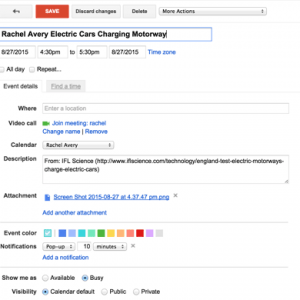 SAVE Discard changes Delete More Actions
Rachel Avery Electric Cars Charging Motorway
8/27/2015 4:30pm to 5:30pm 8/27/2015 Time zone
All day Repeat...
Event details Find a time
Where Enter a location
Video call Join meeting: rachel
Change name | Remove
Calendar Rachel Avery
Description From: IFL Science (http://www.iflscience.com/technology/england-test-electric-motorways-
charge-electric-cars)
Attachment Screen Shot 2015-08-27 at 4.37.47 pm.png
Add another attachment
Event color
Notifications Pop-up 10 minutes
Add a notification
Show me as Available Busy
Visibility Calendar default Public Private